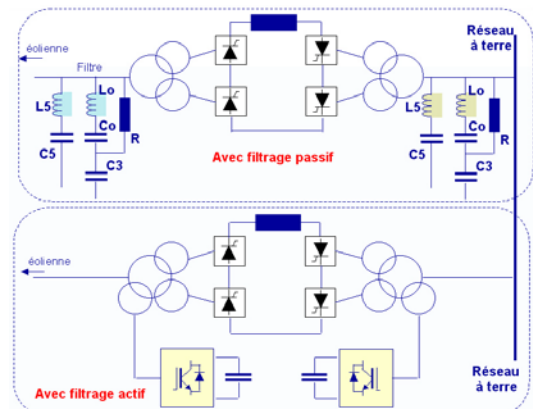 Réseau
à terre
éolienne
Filtre
L5
Lo
Co
R
C5
C3
Avec filtrage passif
L5
Lo
Co
R
C5
C3
éolienne
Réseau
à terre
Avec filtrage actif